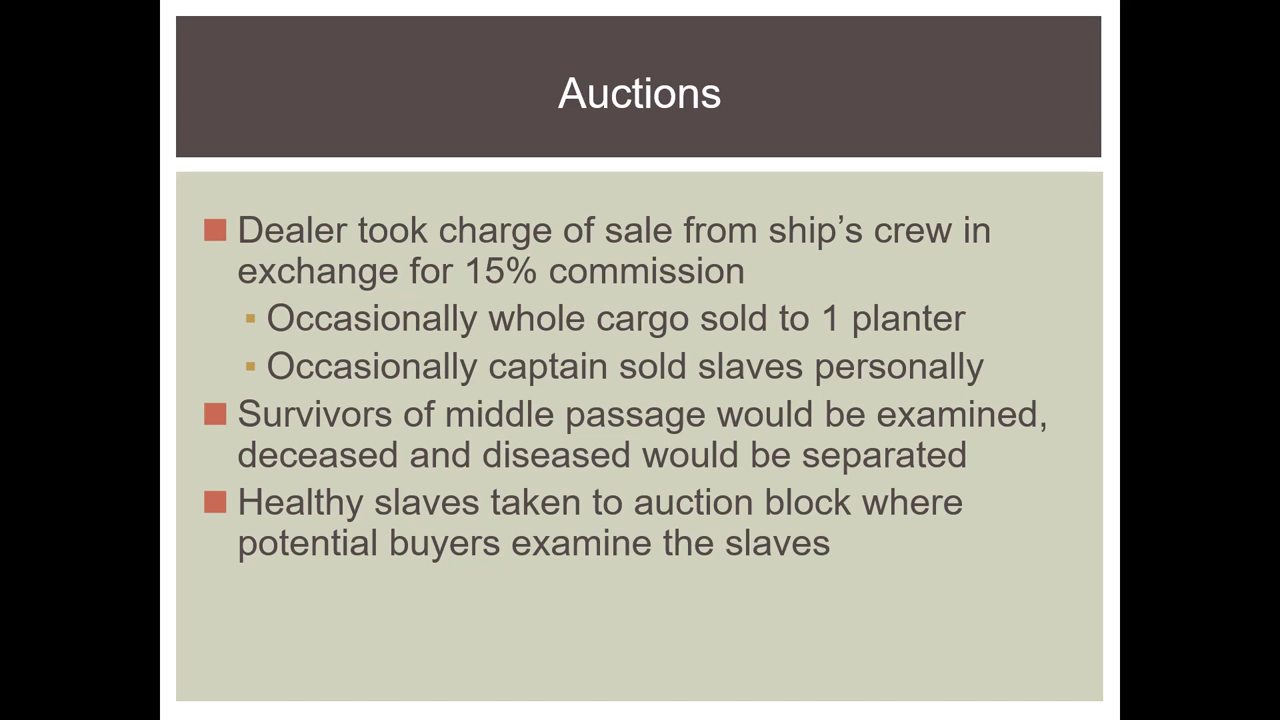 Auctions
Dealer took charge of sale from ship’s crew in
exchange for 15% commission
Occasionally whole cargo sold to 1 planter
Occasionally captain sold slaves personally
Survivors of middle passage would be examined,
deceased and diseased would be separated
Healthy slaves taken to auction block where
potential buyers examine the slaves